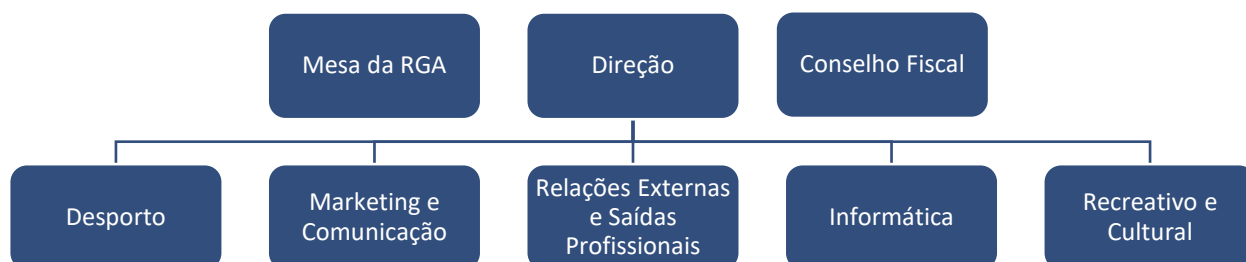 Mesa da RGA
Direção
Conselho Fiscal
Desporto
Marketing e
Comunicação
Relações Externas
e Saídas
Profissionais
Informática
Recreativo e
Cultural